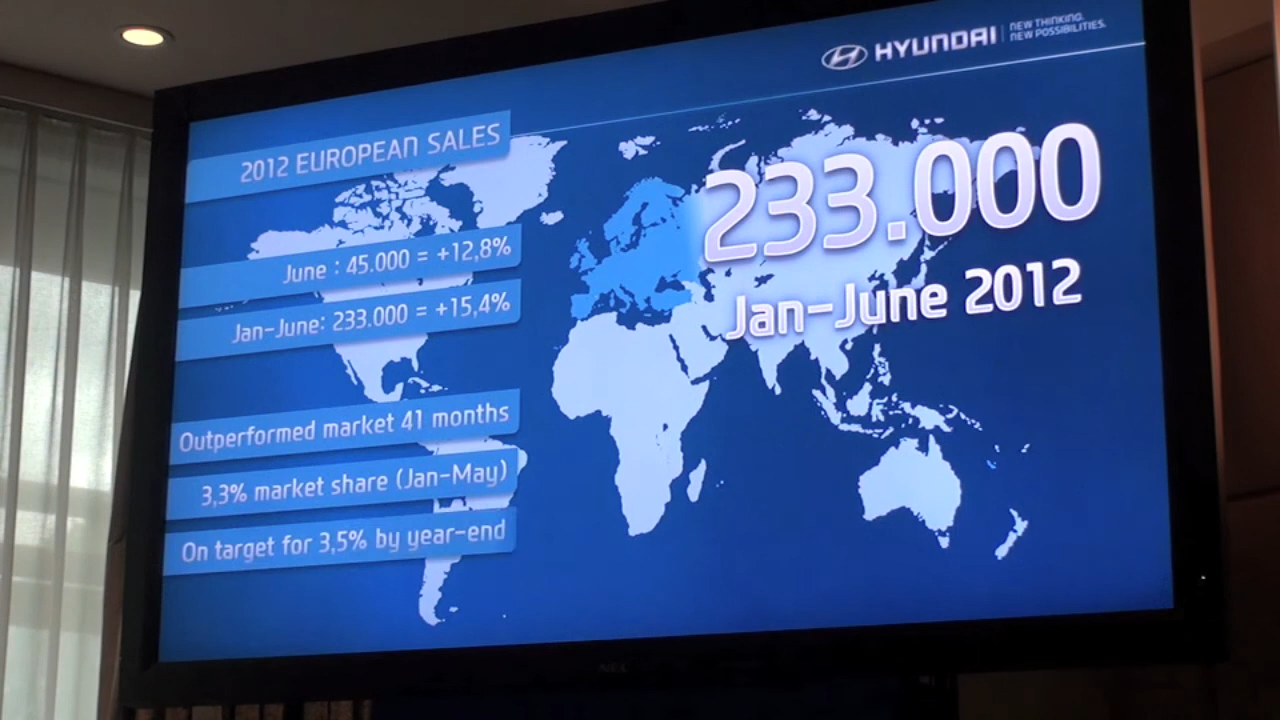 HYUNDAI
NEW THINKING.
NEW POSSIBILITIES.
2012 EUROPEAN SALES
233.000
Jan-June 2012
June : 45.000 = +12,8%
Jan-June: 233.000 = +15,4%
Outperformed market 41 months
3,3% market share (Jan-May)
On target for 3,5% by year-end
NEC